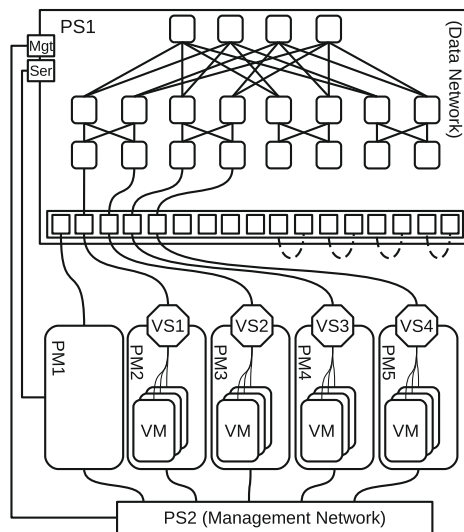 PS1
(Data Network)
Mgt
Ser
VS1
VS2
VS3
VS4
PM1
PM2
PM3
PM4
PM5
VM
VM
VM
VM
PS2 (Management Network)